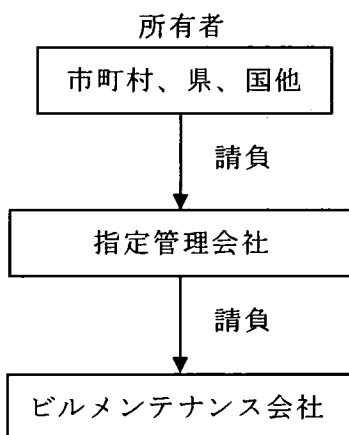 所有者
市町村、県、国他
請負
指定管理会社
請負
ビルメンテナンス会社